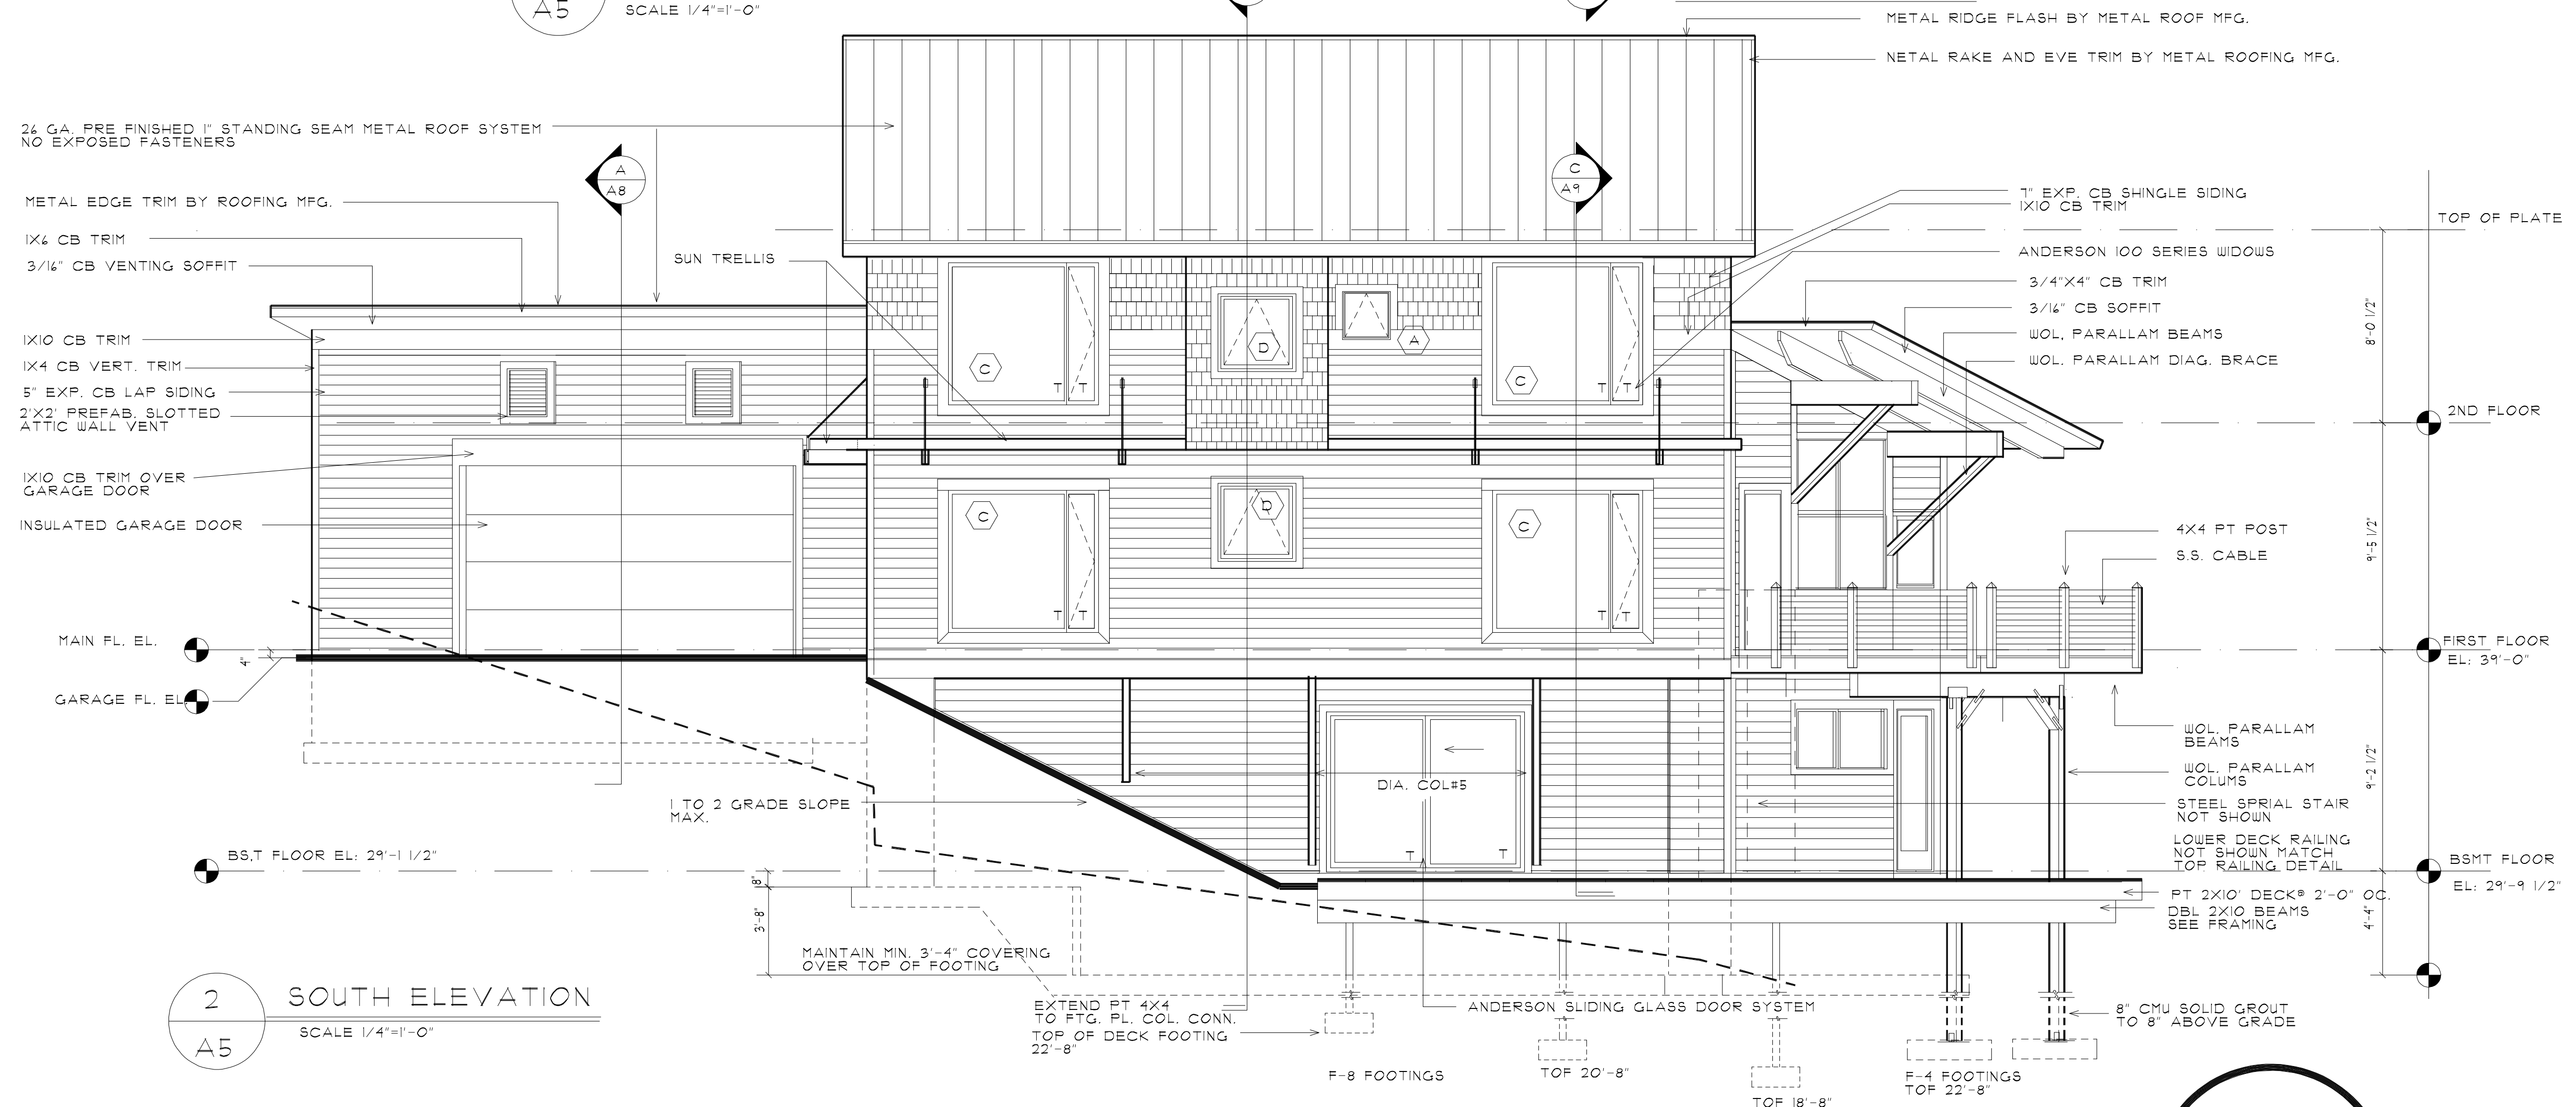 A5
SCALE 1/4"=1'-0"
METAL RIDGE FLASH BY METAL ROOF MFG.
NETAL RAKE AND EVE TRIM BY METAL ROOFING MFG.
26 GA. PRE FINISHED 1" STANDING SEAM METAL ROOF SYSTEM
NO EXPOSED FASTENERS
A
A8
C
A9
METAL EDGE TRIM BY ROOFING MFG.
1X6 CB TRIM
3/16" CB VENTING SOFFIT
SUN TRELLIS
7" EXP. CB SHINGLE SIDING
1X10 CB TRIM
TOP OF PLATE
ANDERSON 100 SERIES WIDOWS
3/4"X4" CB TRIM
3/16" CB SOFFIT
WOL, PARALLAM BEAMS
WOL. PARALLAM DIAG. BRACE
8'-0 1/2"
1X10 CB TRIM
1X4 CB VERT. TRIM
5" EXP. CB LAP SIDING
2'X2' PREFAB. SLOTTED
ATTIC WALL VENT
C
D
A
C
T T
T T
2ND FLOOR
1X10 CB TRIM OVER
GARAGE DOOR
INSULATED GARAGE DOOR
C
D
C
T T
T T
9'-5 1/2"
4X4 PT POST
S.S. CABLE
MAIN FL. EL.
4"
GARAGE FL. EL.
FIRST FLOOR
EL: 39'-0"
WOL. PARALLAM
BEAMS
WOL. PARALLAM
COLUMS
9'-2 1/2"
DIA. COL#5
1 TO 2 GRADE SLOPE
MAX.
STEEL SPRIAL STAIR
NOT SHOWN
LOWER DECK RAILING
NOT SHOWN MATCH
TOP RAILING DETAIL
T
T
BS,T FLOOR EL: 29'-1 1/2"
BSMT FLOOR
EL: 29'-9 1/2"
8"
3'-8"
PT 2X10' DECK@ 2'-0" OC.
DBL 2X10 BEAMS
SEE FRAMING
4'-4"
MAINTAIN MIN. 3'-4" COVERING
OVER TOP OF FOOTING
2
A5
SOUTH ELEVATION
SCALE 1/4"=1'-0"
EXTEND PT 4X4
TO FTG. PL. COL. CONN.
TOP OF DECK FOOTING
22'-8"
ANDERSON SLIDING GLASS DOOR SYSTEM
8" CMU SOLID GROUT
TO 8" ABOVE GRADE
F-8 FOOTINGS
TOF 20'-8"
TOF 18'-8"
F-4 FOOTINGS
TOF 22'-8"